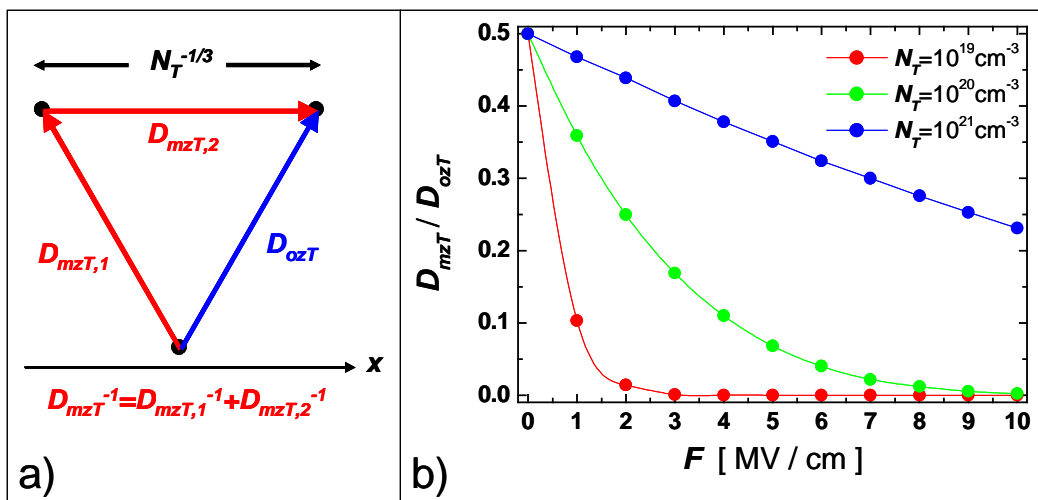 N_T^-1/3
D_mzT,2
D_mzT,1
D_ozT
x
D_mzT^-1=D_mzT,1^-1+D_mzT,2^-1
a)
b)
D_mzT / D_ozT
0.5
0.4
0.3
0.2
0.1
0.0
N_T=10^19cm^-3
N_T=10^20cm^-3
N_T=10^21cm^-3
0 1 2 3 4 5 6 7 8 9 10
F [ MV / cm ]